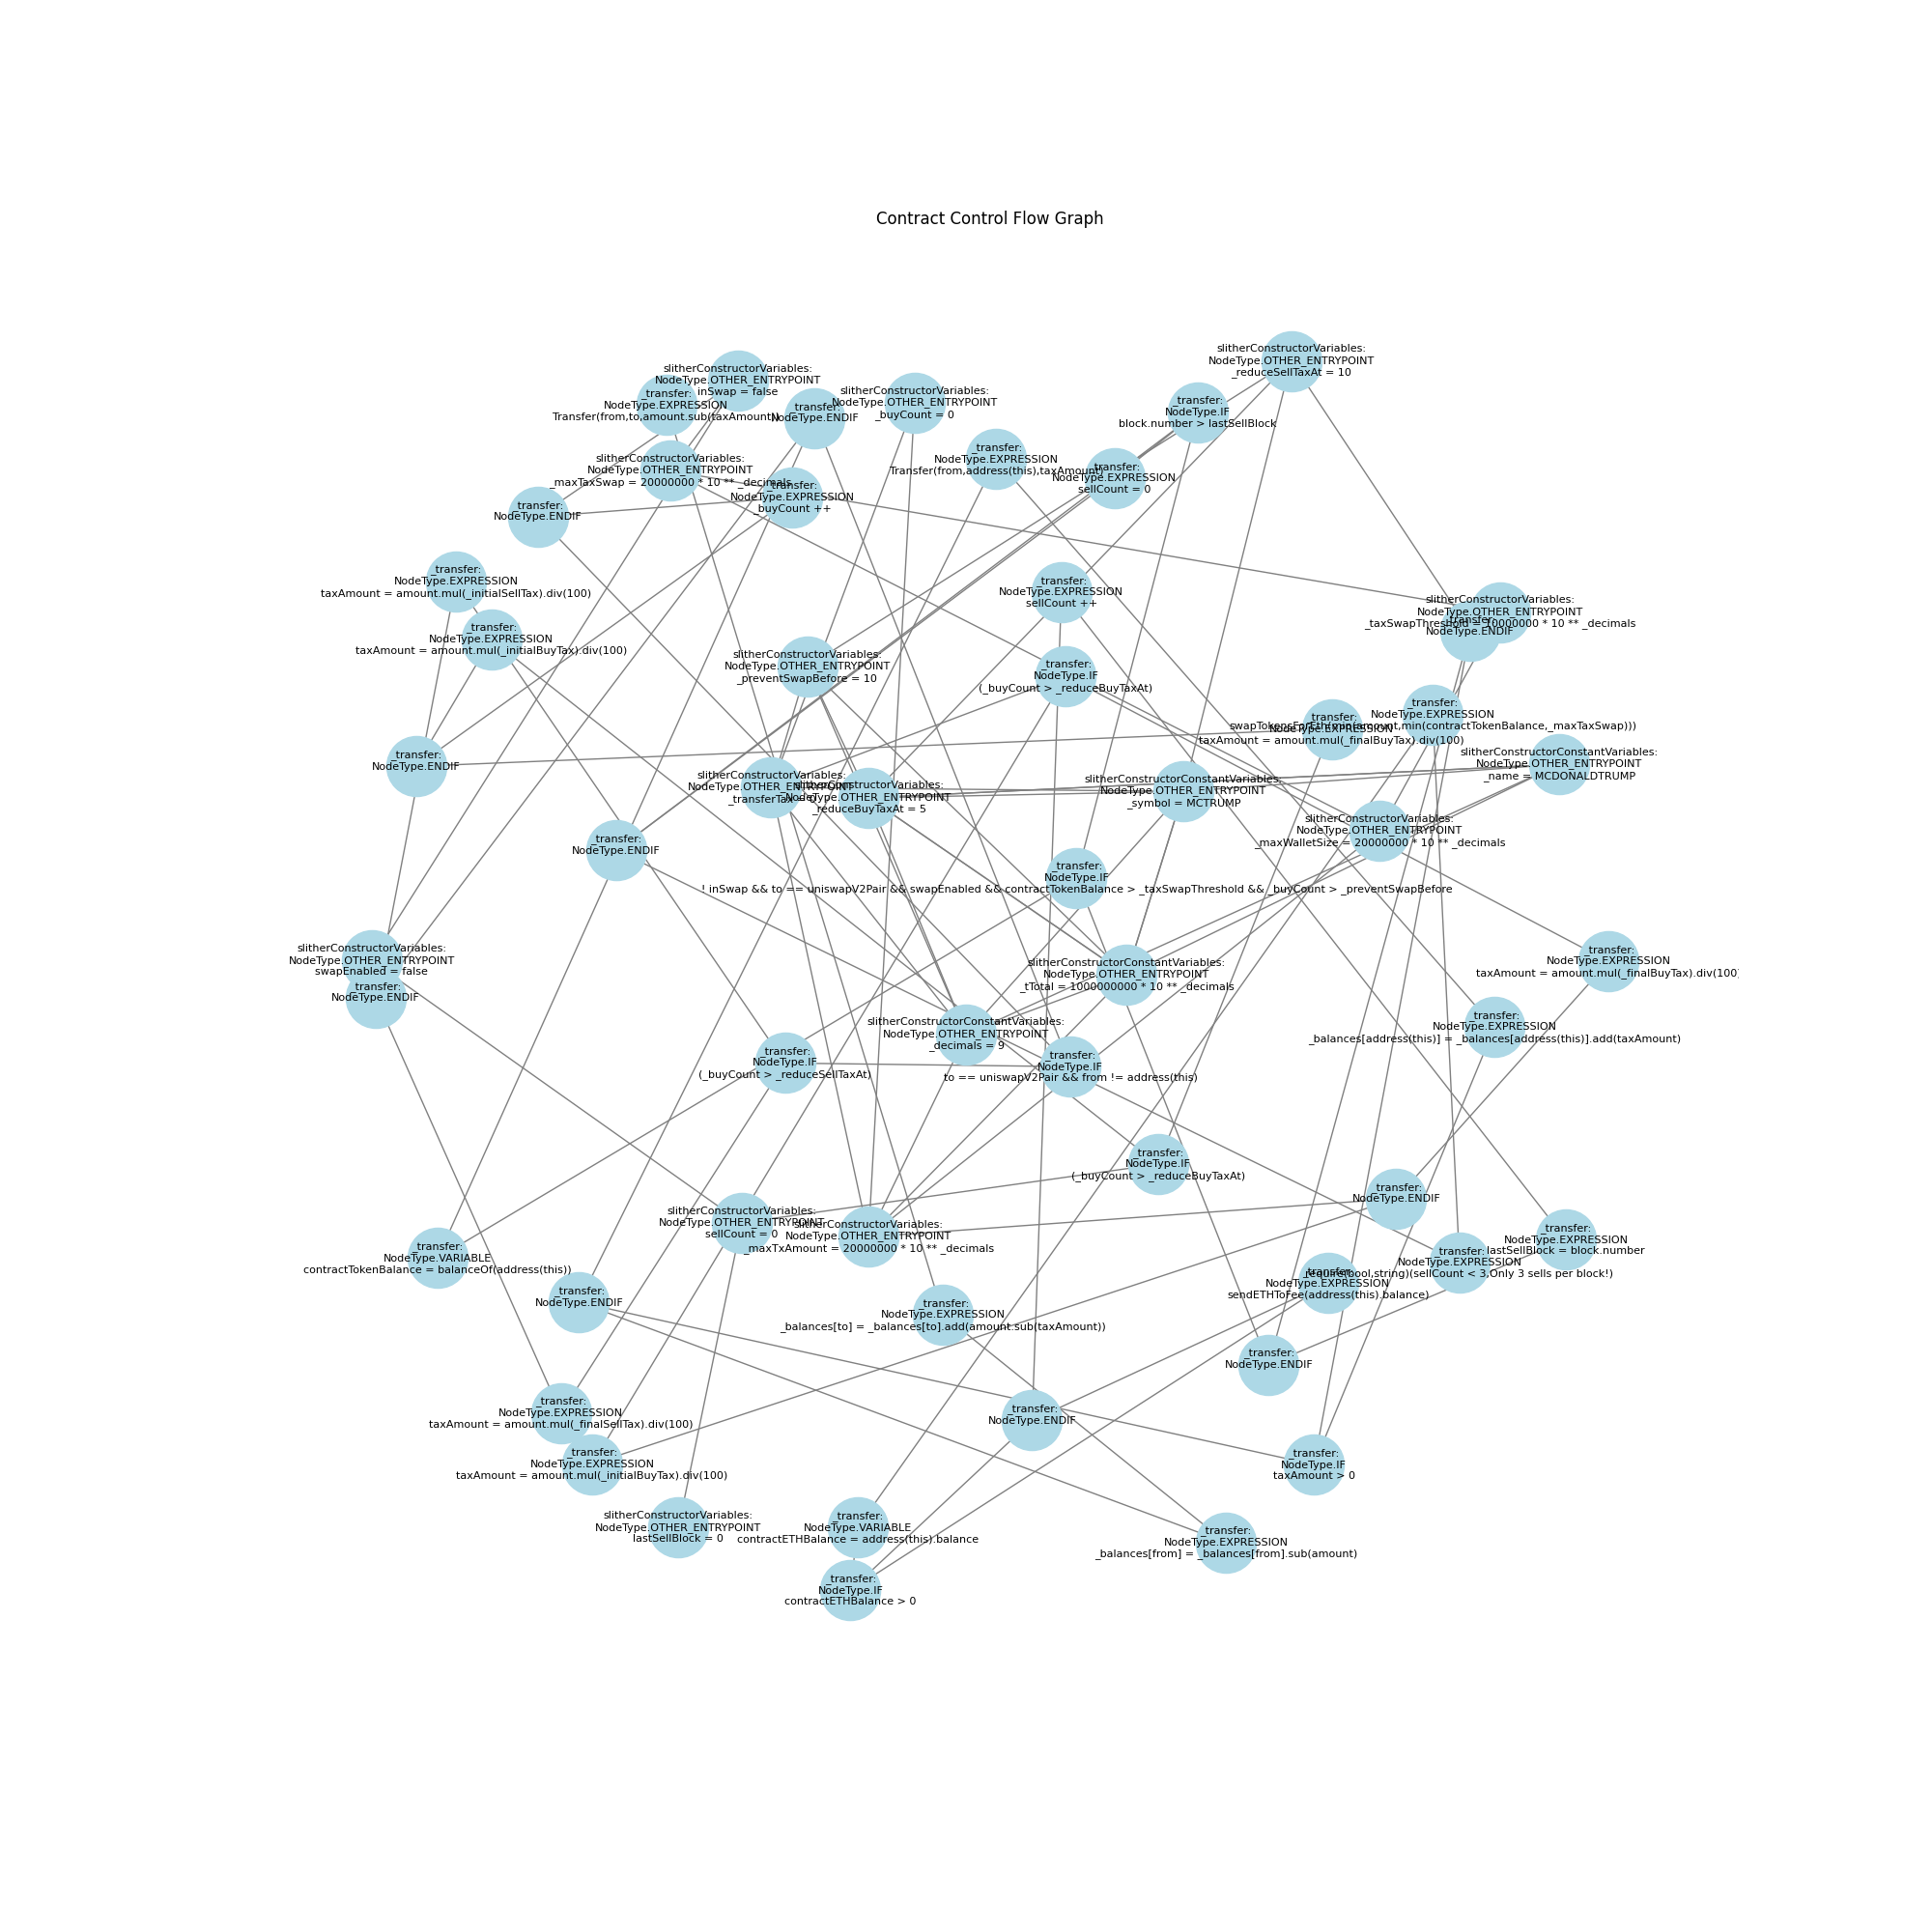 Contract Control Flow Graph
slitherConstructorVariables:
NodeType.OTHER_ENTRYPOINT
_reduceSellTaxAt = 10
slitherConstructorVariables:
NodeType.OTHER_ENTRYPOINT
inSwap = false
_transfer:
NodeType.EXPRESSION
Transfer(from,to,amount.sub(taxAmount))
_transfer:
NodeType.ENDIF
slitherConstructorVariables:
NodeType.OTHER_ENTRYPOINT
_buyCount = 0
_transfer:
NodeType.IF
block.number > lastSellBlock
_transfer:
NodeType.EXPRESSION
Transfer(from,address(this),taxAmount)
slitherConstructorVariables:
NodeType.OTHER_ENTRYPOINT
_maxTaxSwap = 20000000 * 10 ** _decimals
_transfer:
NodeType.EXPRESSION
sellCount = 0
_transfer:
NodeType.EXPRESSION
_buyCount ++
_transfer:
NodeType.ENDIF
_transfer:
NodeType.EXPRESSION
taxAmount = amount.mul(_initialSellTax).div(100)
_transfer:
NodeType.EXPRESSION
sellCount ++
slitherConstructorVariables:
NodeType.OTHER_ENTRYPOINT
_taxSwapThreshold = 10000000 * 10 ** _decimals
_transfer:
NodeType.ENDIF
_transfer:
NodeType.EXPRESSION
taxAmount = amount.mul(_initialBuyTax).div(100)
slitherConstructorVariables:
NodeType.OTHER_ENTRYPOINT
_preventSwapBefore = 10
_transfer:
NodeType.IF
(_buyCount > _reduceBuyTaxAt)
_transfer:
NodeType.EXPRESSION
swapTokensForEth(min(amount,min(contractTokenBalance,_maxTaxSwap)))
_transfer:
NodeType.EXPRESSION
taxAmount = amount.mul(_finalBuyTax).div(100)
slitherConstructorConstantVariables:
NodeType.OTHER_ENTRYPOINT
_name = MCDONALDTRUMP
_transfer:
NodeType.ENDIF
slitherConstructorVariables:
NodeType.OTHER_ENTRYPOINT
_transferTax =
slitherConstructorVariables:
NodeType.OTHER_ENTRYPOINT
_reduceBuyTaxAt = 5
slitherConstructorConstantVariables:
NodeType.OTHER_ENTRYPOINT
_symbol = MCTRUMP
slitherConstructorVariables:
NodeType.OTHER_ENTRYPOINT
_maxWalletSize = 20000000 * 10 ** _decimals
_transfer:
NodeType.ENDIF
_transfer:
NodeType.IF
! inSwap && to == uniswapV2Pair && swapEnabled && contractTokenBalance > _taxSwapThreshold && _buyCount > _preventSwapBefore
slitherConstructorVariables:
NodeType.OTHER_ENTRYPOINT
swapEnabled = false
_transfer:
NodeType.ENDIF
slitherConstructorConstantVariables:
NodeType.OTHER_ENTRYPOINT
_tTotal = 1000000000 * 10 ** _decimals
_transfer:
NodeType.EXPRESSION
taxAmount = amount.mul(_finalBuyTax).div(100)
slitherConstructorConstantVariables:
NodeType.OTHER_ENTRYPOINT
_decimals = 9
_transfer:
NodeType.EXPRESSION
_balances[address(this)] = _balances[address(this)].add(taxAmount)
_transfer:
NodeType.IF
(_buyCount > _reduceSellTaxAt)
_transfer:
NodeType.IF
to == uniswapV2Pair && from != address(this)
_transfer:
NodeType.IF
(_buyCount > _reduceBuyTaxAt)
_transfer:
NodeType.ENDIF
slitherConstructorVariables:
NodeType.OTHER_ENTRYPOINT
sellCount = 0
slitherConstructorVariables:
NodeType.OTHER_ENTRYPOINT
_maxTxAmount = 20000000 * 10 ** _decimals
_transfer:
NodeType.EXPRESSION
lastSellBlock = block.number
_transfer:
NodeType.VARIABLE
contractTokenBalance = balanceOf(address(this))
_transfer:
NodeType.EXPRESSION
require(bool,string)(sellCount < 3,Only 3 sells per block!)
_transfer:
NodeType.EXPRESSION
sendETHToFee(address(this).balance)
_transfer:
NodeType.ENDIF
_transfer:
NodeType.EXPRESSION
_balances[to] = _balances[to].add(amount.sub(taxAmount))
_transfer:
NodeType.ENDIF
_transfer:
NodeType.EXPRESSION
taxAmount = amount.mul(_finalSellTax).div(100)
_transfer:
NodeType.ENDIF
_transfer:
NodeType.EXPRESSION
taxAmount = amount.mul(_initialBuyTax).div(100)
_transfer:
NodeType.IF
taxAmount > 0
slitherConstructorVariables:
NodeType.OTHER_ENTRYPOINT
lastSellBlock = 0
_transfer:
NodeType.VARIABLE
contractETHBalance = address(this).balance
_transfer:
NodeType.EXPRESSION
_balances[from] = _balances[from].sub(amount)
_transfer:
NodeType.IF
contractETHBalance > 0